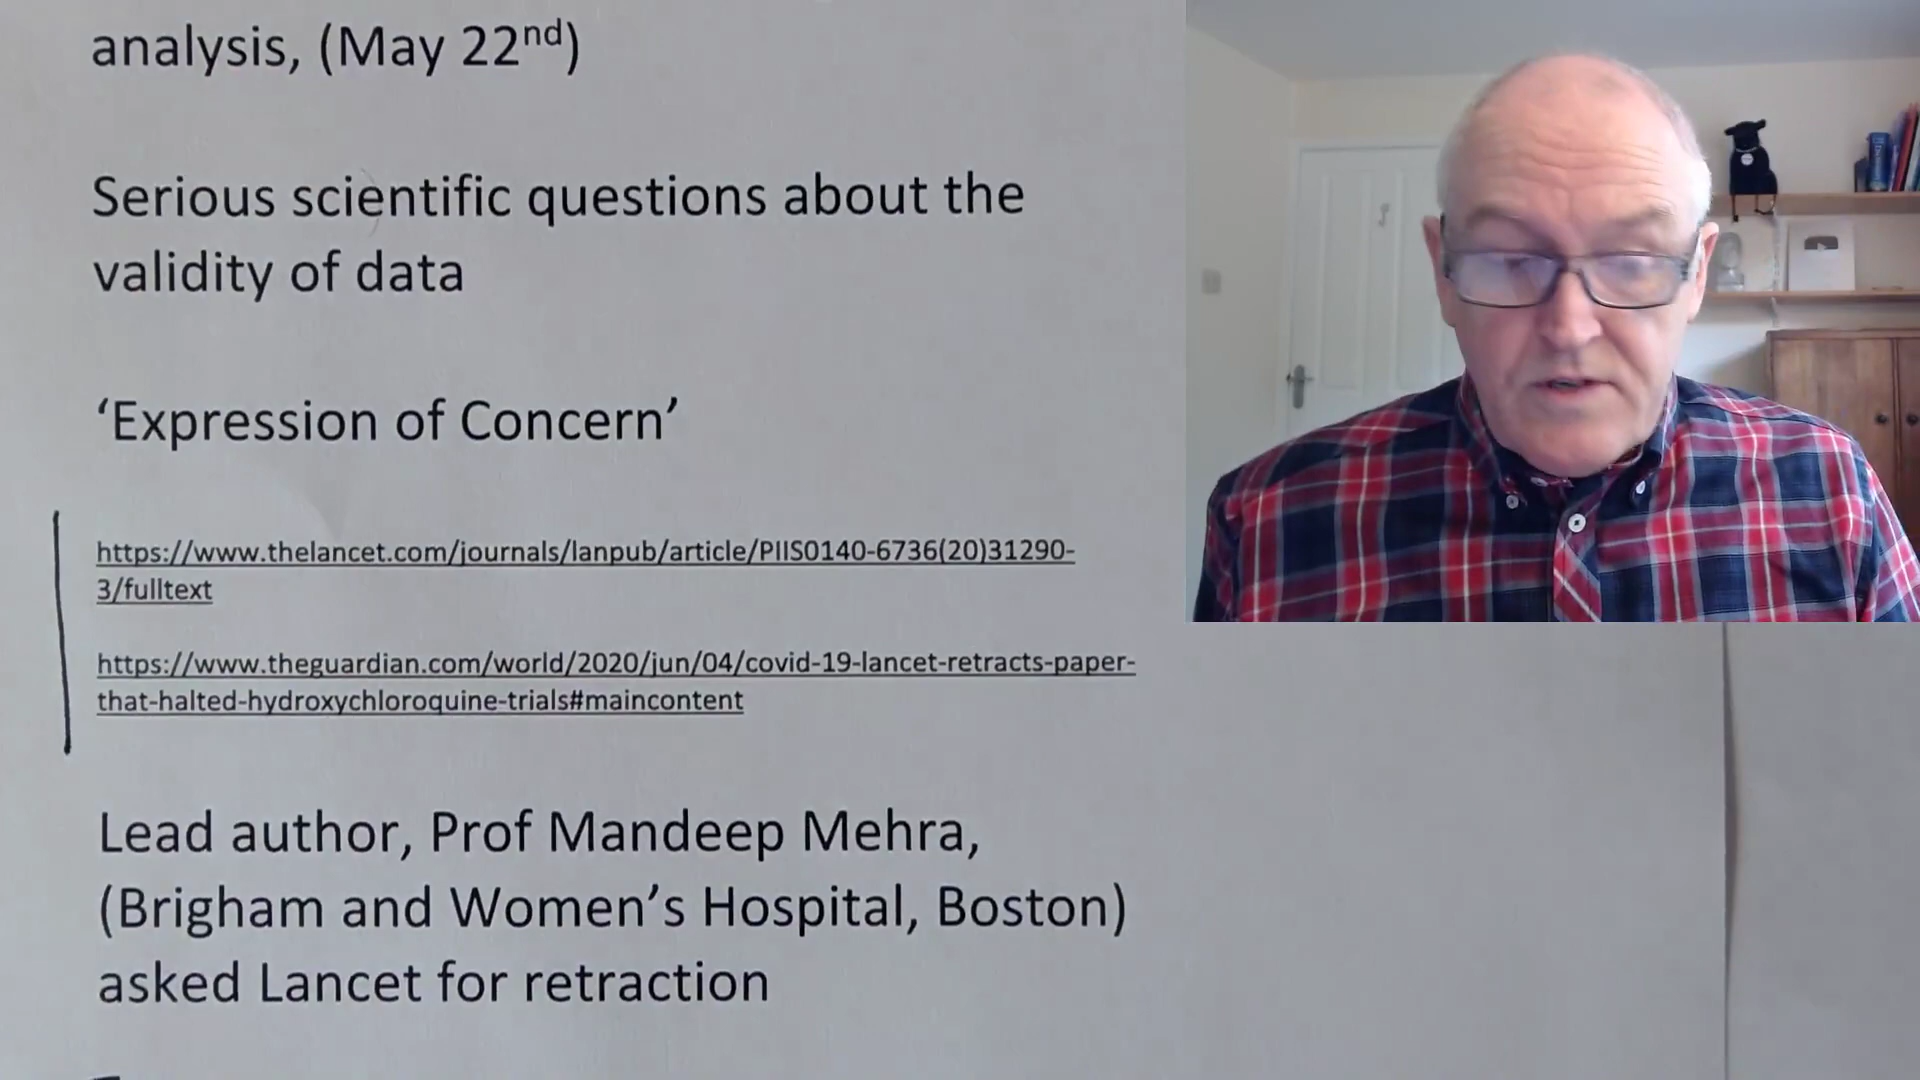 analysis, (May 22nd)
Serious scientific questions about the
validity of data
‘Expression of Concern’
https://www.thelancet.com/journals/lanpub/article/PIIS0140-6736(20)31290-
3/fulltext
https://www.theguardian.com/world/2020/jun/04/covid-19-lancet-retracts-paper-
that-halted-hydroxychloroquine-trials#maincontent
Lead author, Prof Mandeep Mehra,
(Brigham and Women’s Hospital, Boston)
asked Lancet for retraction